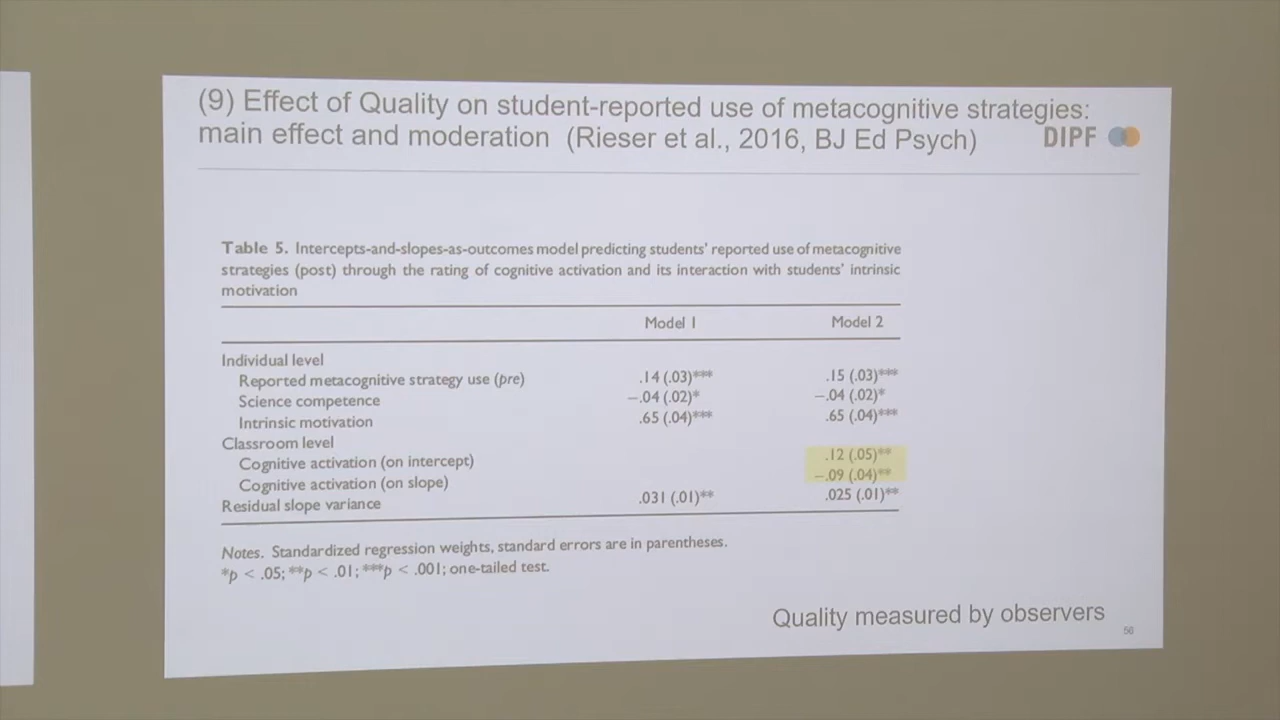 (9) Effect of Quality on student-reported use of metacognitive strategies:
main effect and moderation (Rieser et al., 2016, BJ Ed Psych)
DIPF
Table 5. Intercepts-and-slopes-as-outcomes model predicting students' reported use of metacognitive
strategies (post) through the rating of cognitive activation and its interaction with students' intrinsic
motivation
Model 1 Model 2
Individual level
Reported metacognitive strategy use (pre) .14 (.03)*** .15 (.03)***
Science competence –.04 (.02)* –.04 (.02)*
Intrinsic motivation .65 (.04)*** .65 (.04)***
Classroom level
Cognitive activation (on intercept) .12 (.05)**
Cognitive activation (on slope) –.09 (.04)**
Residual slope variance .031 (.01)** .025 (.01)**
Notes. Standardized regression weights, standard errors are in parentheses.
*p < .05; **p < .01; ***p < .001; one-tailed test.
Quality measured by observers
56